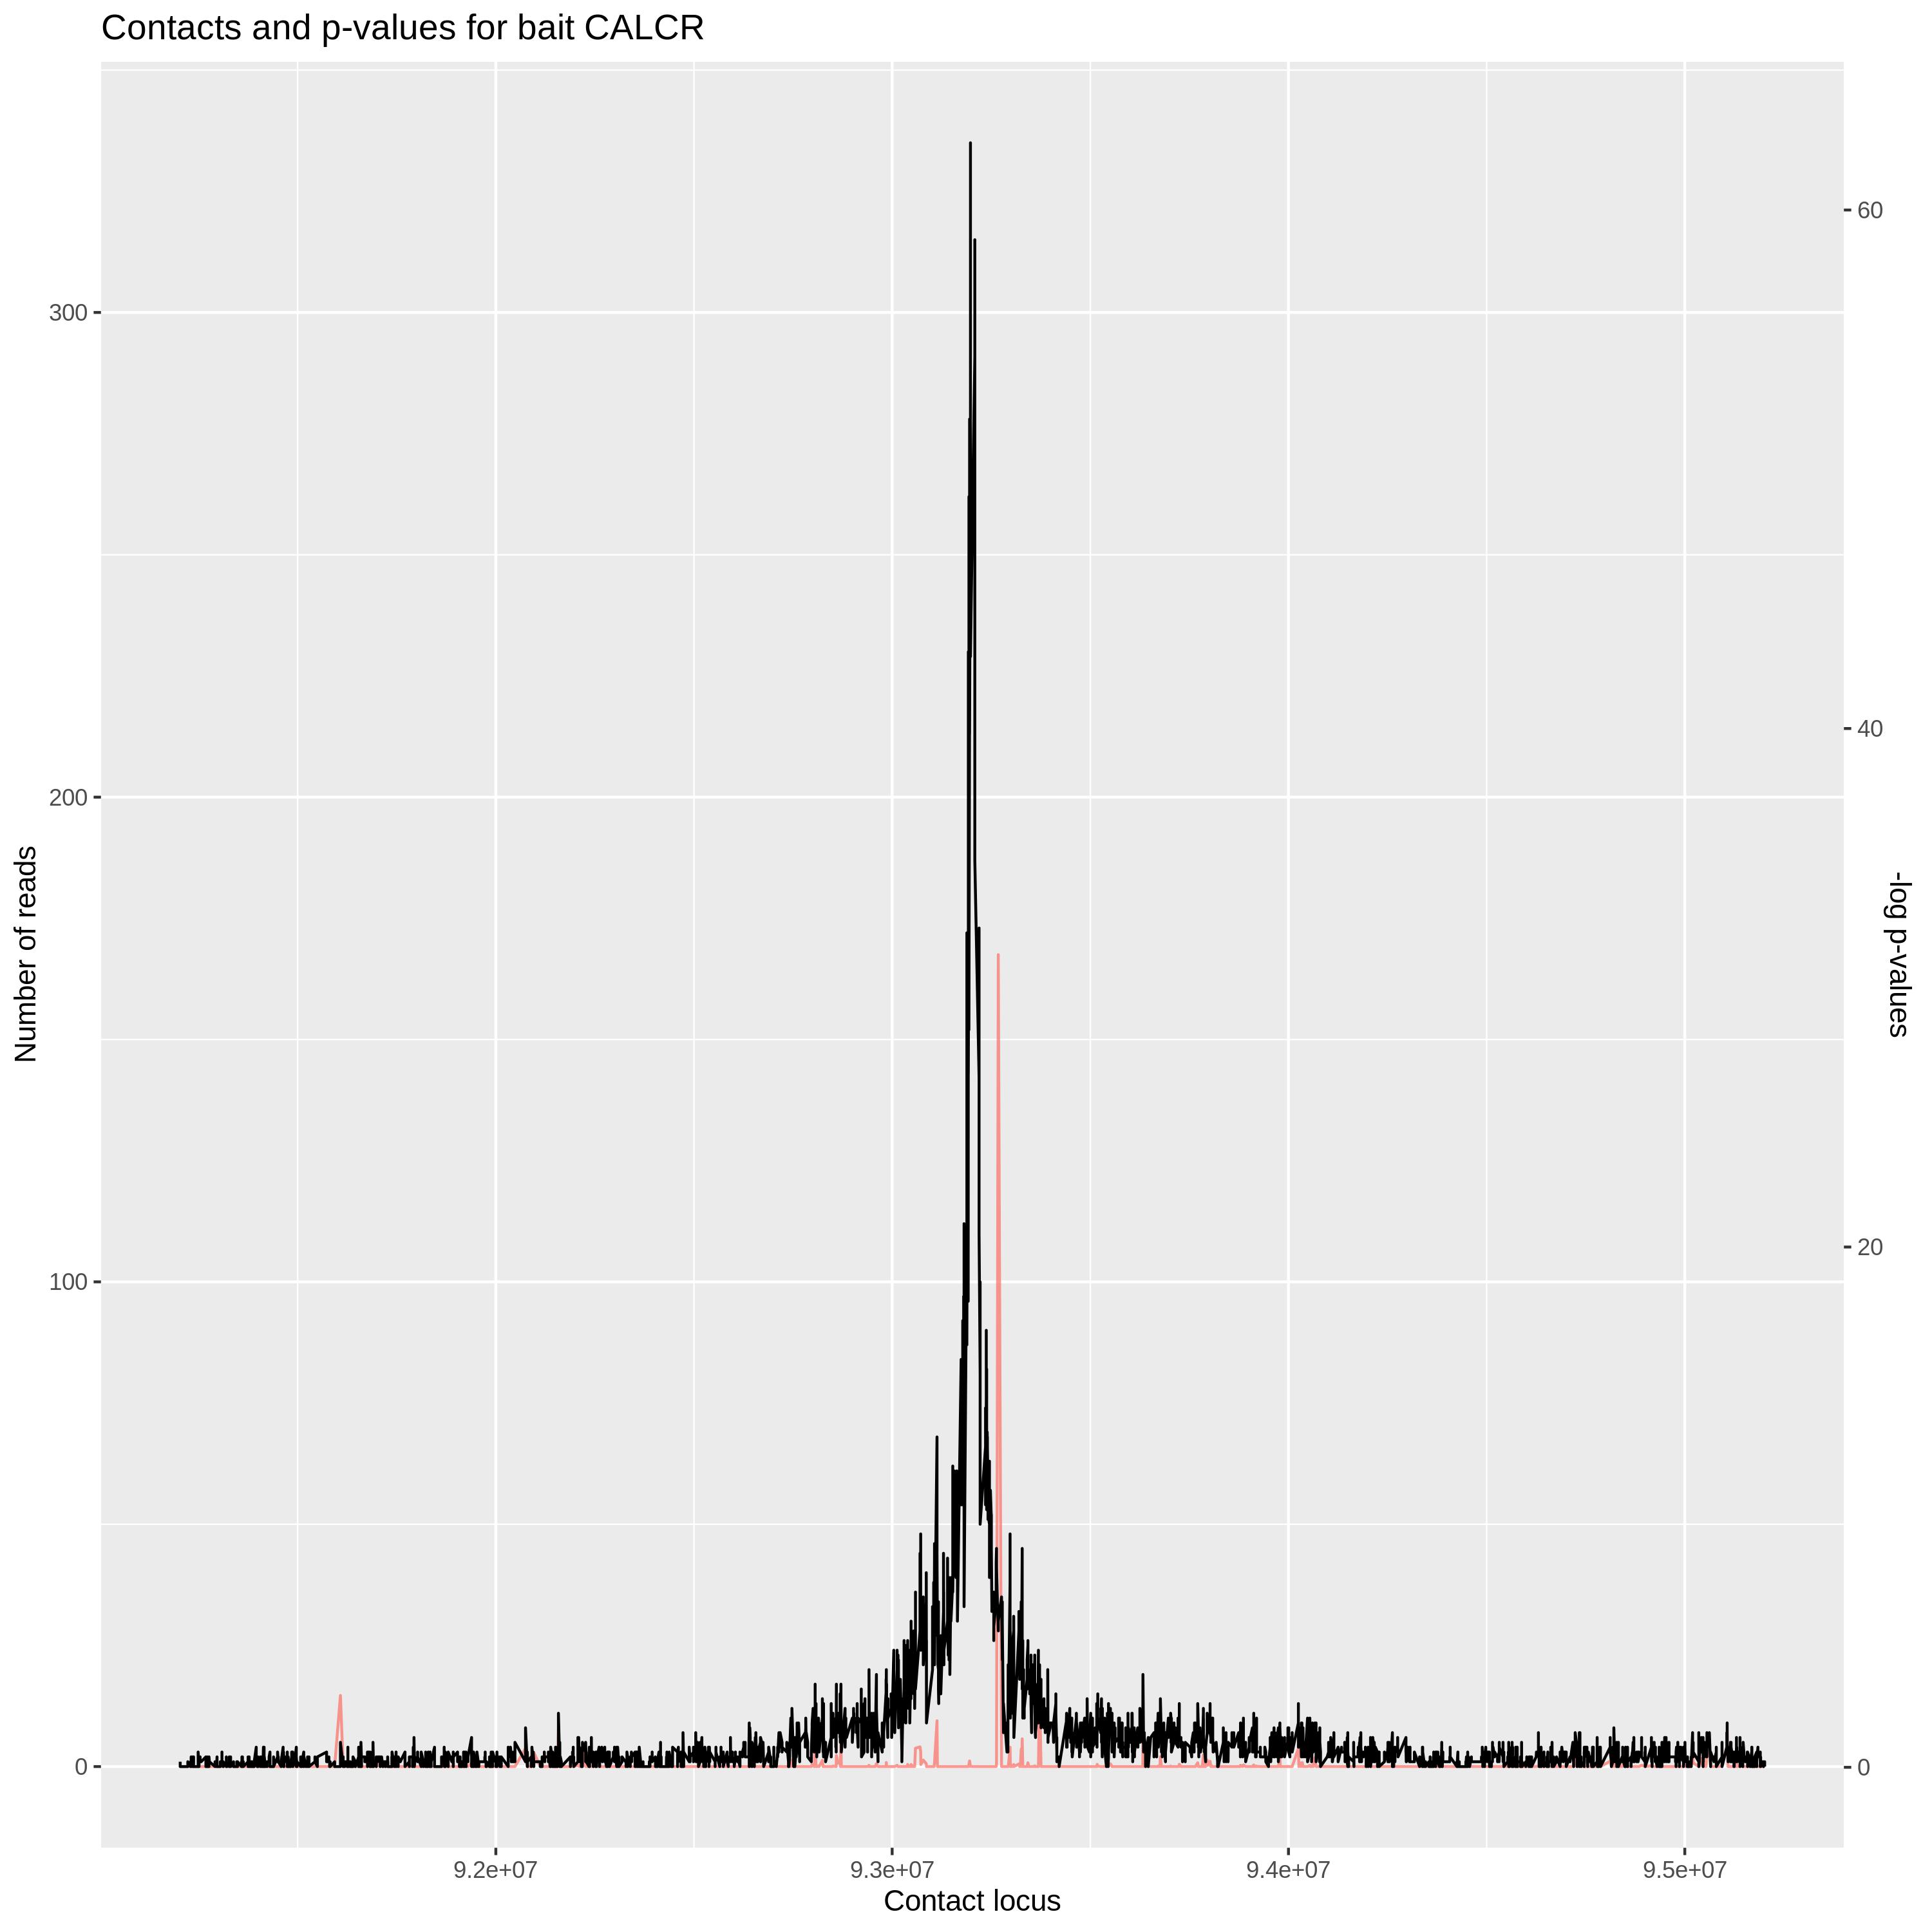 Contacts and p-values for bait CALCR
Number of reads
300
200
100
0
60
40
20
0
-log p-values
9.2e+07
9.3e+07
9.4e+07
9.5e+07
Contact locus